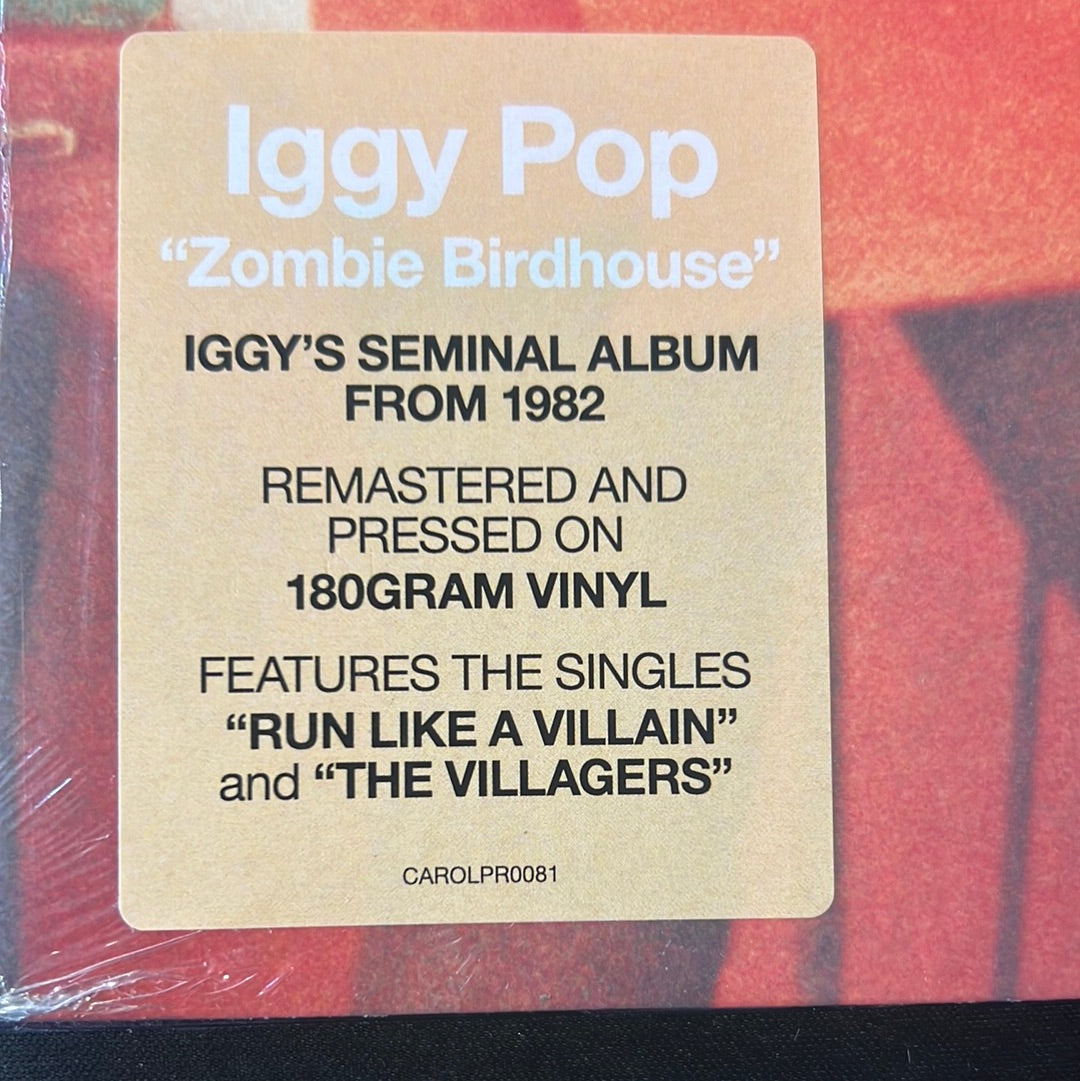 Iggy Pop
“Zombie Birdhouse”
IGGY’S SEMINAL ALBUM
FROM 1982
REMASTERED AND
PRESSED ON
180GRAM VINYL
FEATURES THE SINGLES
“RUN LIKE A VILLAIN”
and “THE VILLAGERS”
CAROLPR0081